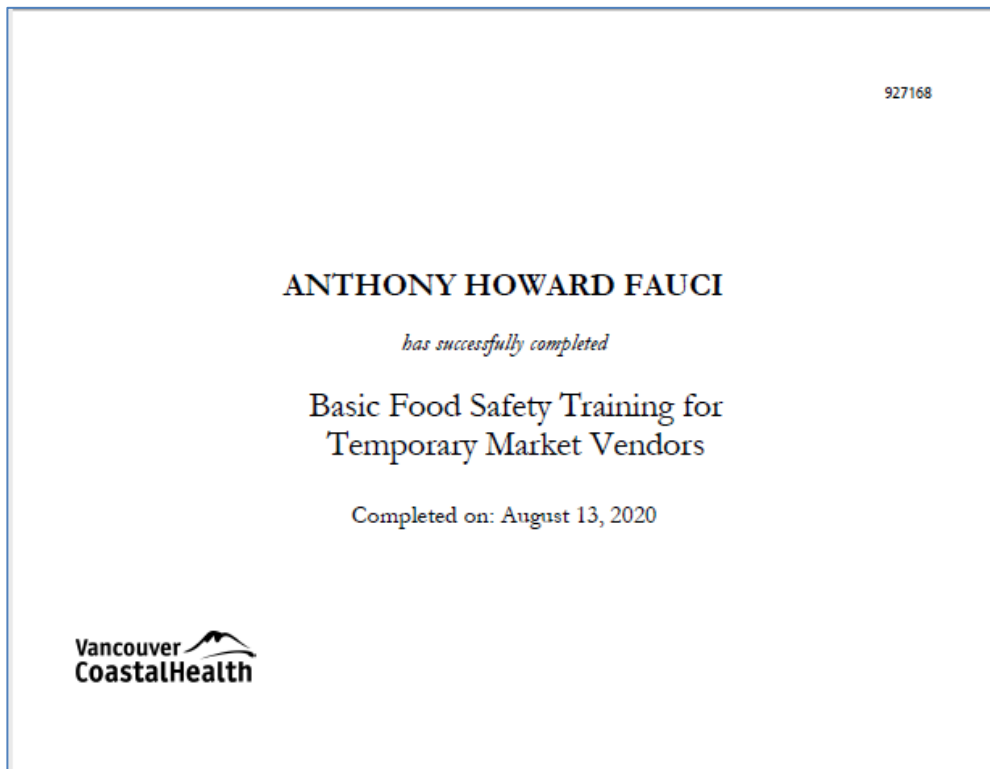 927168
ANTHONY HOWARD FAUCI
has successfully completed
Basic Food Safety Training for
Temporary Market Vendors
Completed on: August 13, 2020
Vancouver
CoastalHealth